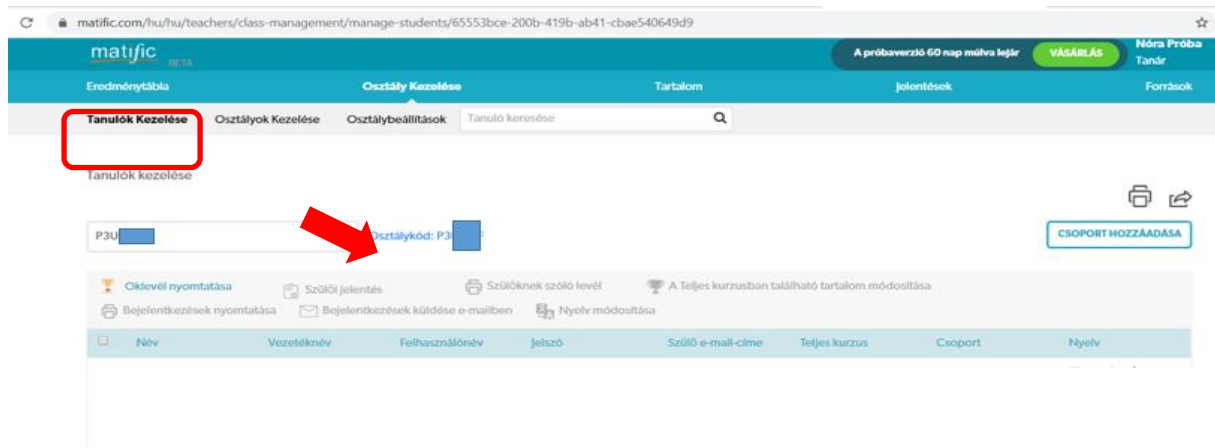 matific.com/hu/hu/teachers/class-management/manage-students/65553bce-200b-419b-ab41-cbae540649d9
matific BETA
A próbaverzió 60 nap múlva lejár
VÁSÁRLÁS
Nóra Próba
Tanár
Eredménytábla Osztály Kezelése Tartalom Jelentések Források
Tanulók Kezelése Osztályok Kezelése Osztálybeállítások Tanuló keresése
Tanulók kezelése
P3U
Osztálykód: P3
CSOPORT HOZZÁADÁSA
Oklevél nyomtatása Szülői jelentés Szülőknek szóló levél A Teljes kurzusban található tartalom módosítása
Bejelentkezések nyomtatása Bejelentkezések küldése e-mailben Nyelv módosítása
Név Vezetéknév Felhasználónév Jelszó Szülő e-mail-címe Teljes kurzus Csoport Nyelv